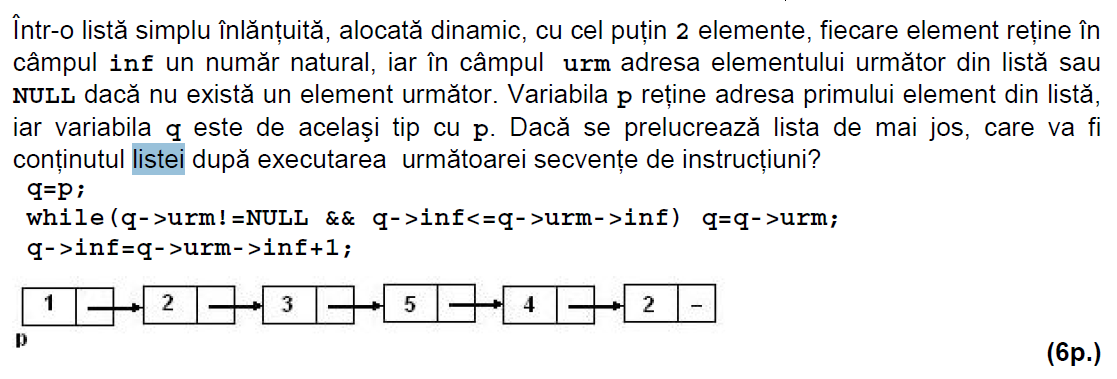 Într-o listă simplu înlănţuită, alocată dinamic, cu cel puţin 2 elemente, fiecare element reţine în
câmpul inf un număr natural, iar în câmpul urm adresa elementului următor din listă sau
NULL dacă nu există un element următor. Variabila p reţine adresa primului element din listă,
iar variabila q este de acelaşi tip cu p. Dacă se prelucrează lista de mai jos, care va fi
conţinutul listei după executarea următoarei secvenţe de instrucţiuni?
q=p;
while(q->urm!=NULL && q->inf<=q->urm->inf) q=q->urm;
q->inf=q->urm->inf+1;
1 2 3 5 4 2 –
p
(6p.)